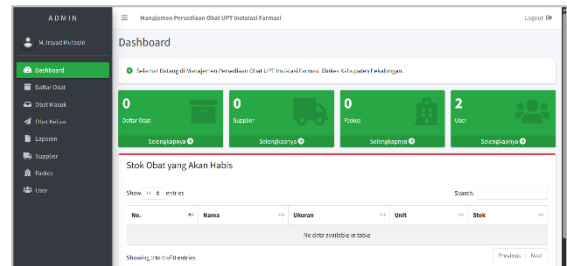 ADMIN
Manajemen Persediaan Obat UPT Instalasi Farmasi
Logout
M. Irsyad Mutaqin
Dashboard
Dashboard
Daftar Obat
Obat Masuk
Obat Keluar
Laporan
Supplier
Faskes
User
Selamat Datang di Manajemen Persediaan Obat UPT Instalasi Farmasi Dinkes Kabupaten Pekalongan.
0
Daftar Obat
Selengkapnya
0
Supplier
Selengkapnya
0
Faskes
Selengkapnya
2
User
Selengkapnya
Stok Obat yang Akan Habis
Show 10 entries
Search:
No. Nama Ukuran Unit Stok
No data available in table
Showing 0 to 0 of 0 entries
Previous Next